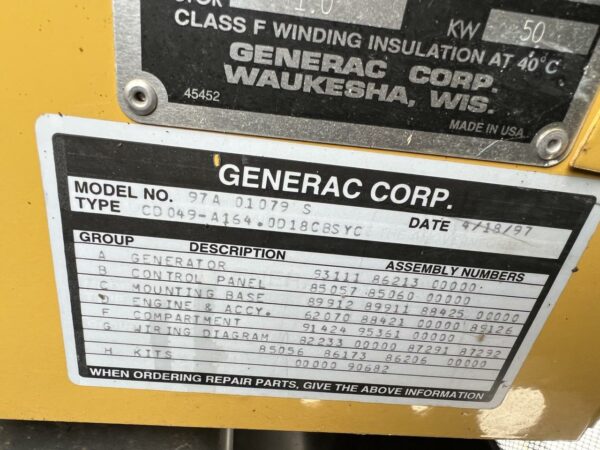 1.0
KW 50
CLASS F WINDING INSULATION AT 40°C
GENERAC CORP.
WAUKESHA, WIS.
45452
MADE IN USA
GENERAC CORP.
MODEL NO. 97A 01079 S
TYPE CD049-A164.0D18CBSYC
DATE 4/18/97
GROUP DESCRIPTION ASSEMBLY NUMBERS
A GENERATOR 93111 86213 00000
B CONTROL PANEL 85057 85060 00000
C MOUNTING BASE 89912 89911 88425 00000
D ENGINE & ACCY. 62070 88421 00000 89126
F COMPARTMENT 91424 95361 00000
G WIRING DIAGRAM 82233 00000 87291 87292
85056 86173 86206 00000
H KITS 00000 90682
WHEN ORDERING REPAIR PARTS, GIVE THE ABOVE INFORMATION